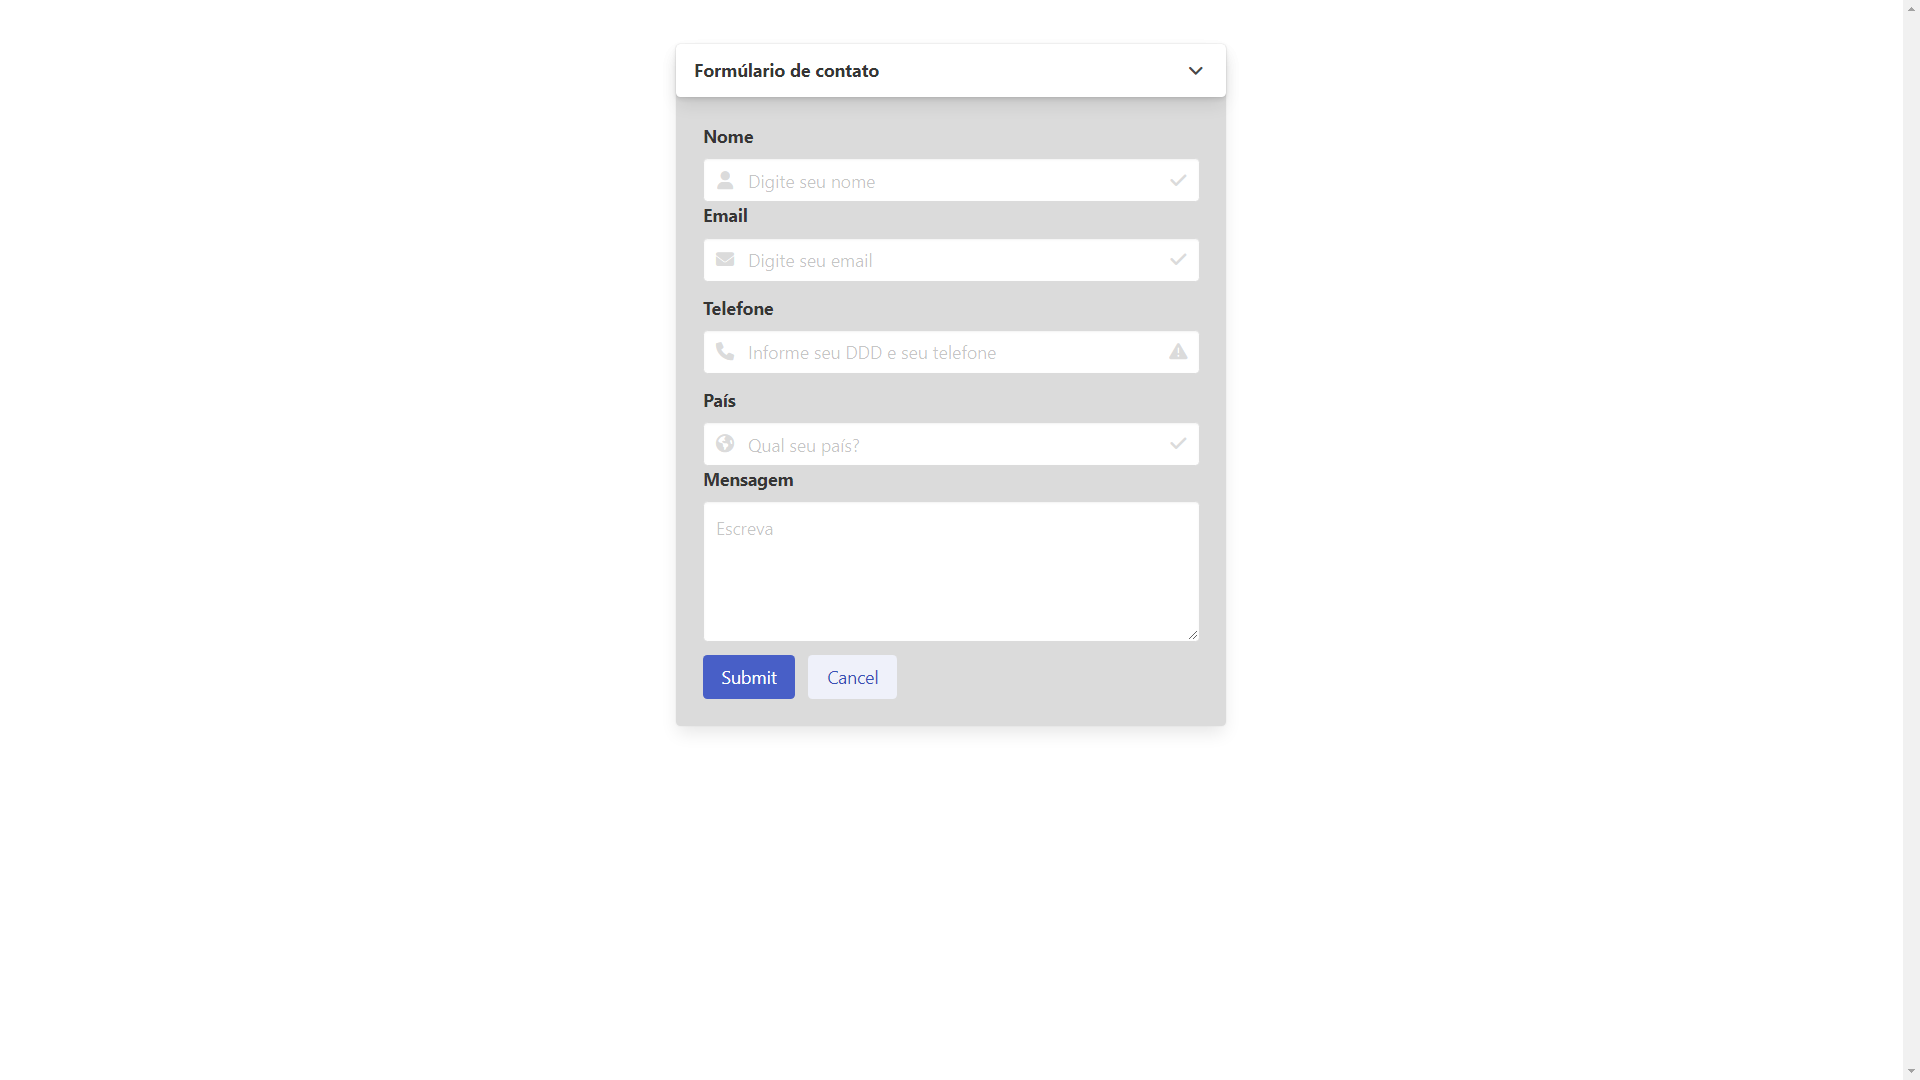 Formúlario de contato
Nome
Digite seu nome
Email
Digite seu email
Telefone
Informe seu DDD e seu telefone
País
Qual seu país?
Mensagem
Escreva
Submit Cancel